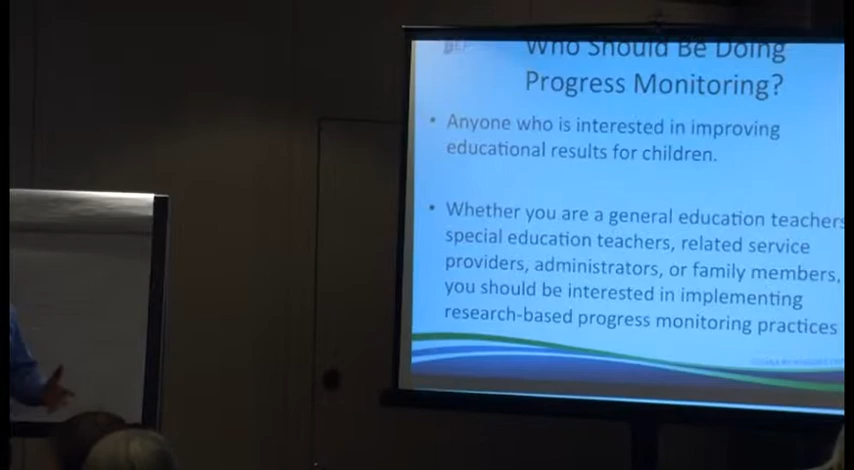 Who Should Be Doing
Progress Monitoring?
• Anyone who is interested in improving
educational results for children.
• Whether you are a general education teachers
special education teachers, related service
providers, administrators, or family members,
you should be interested in implementing
research-based progress monitoring practices